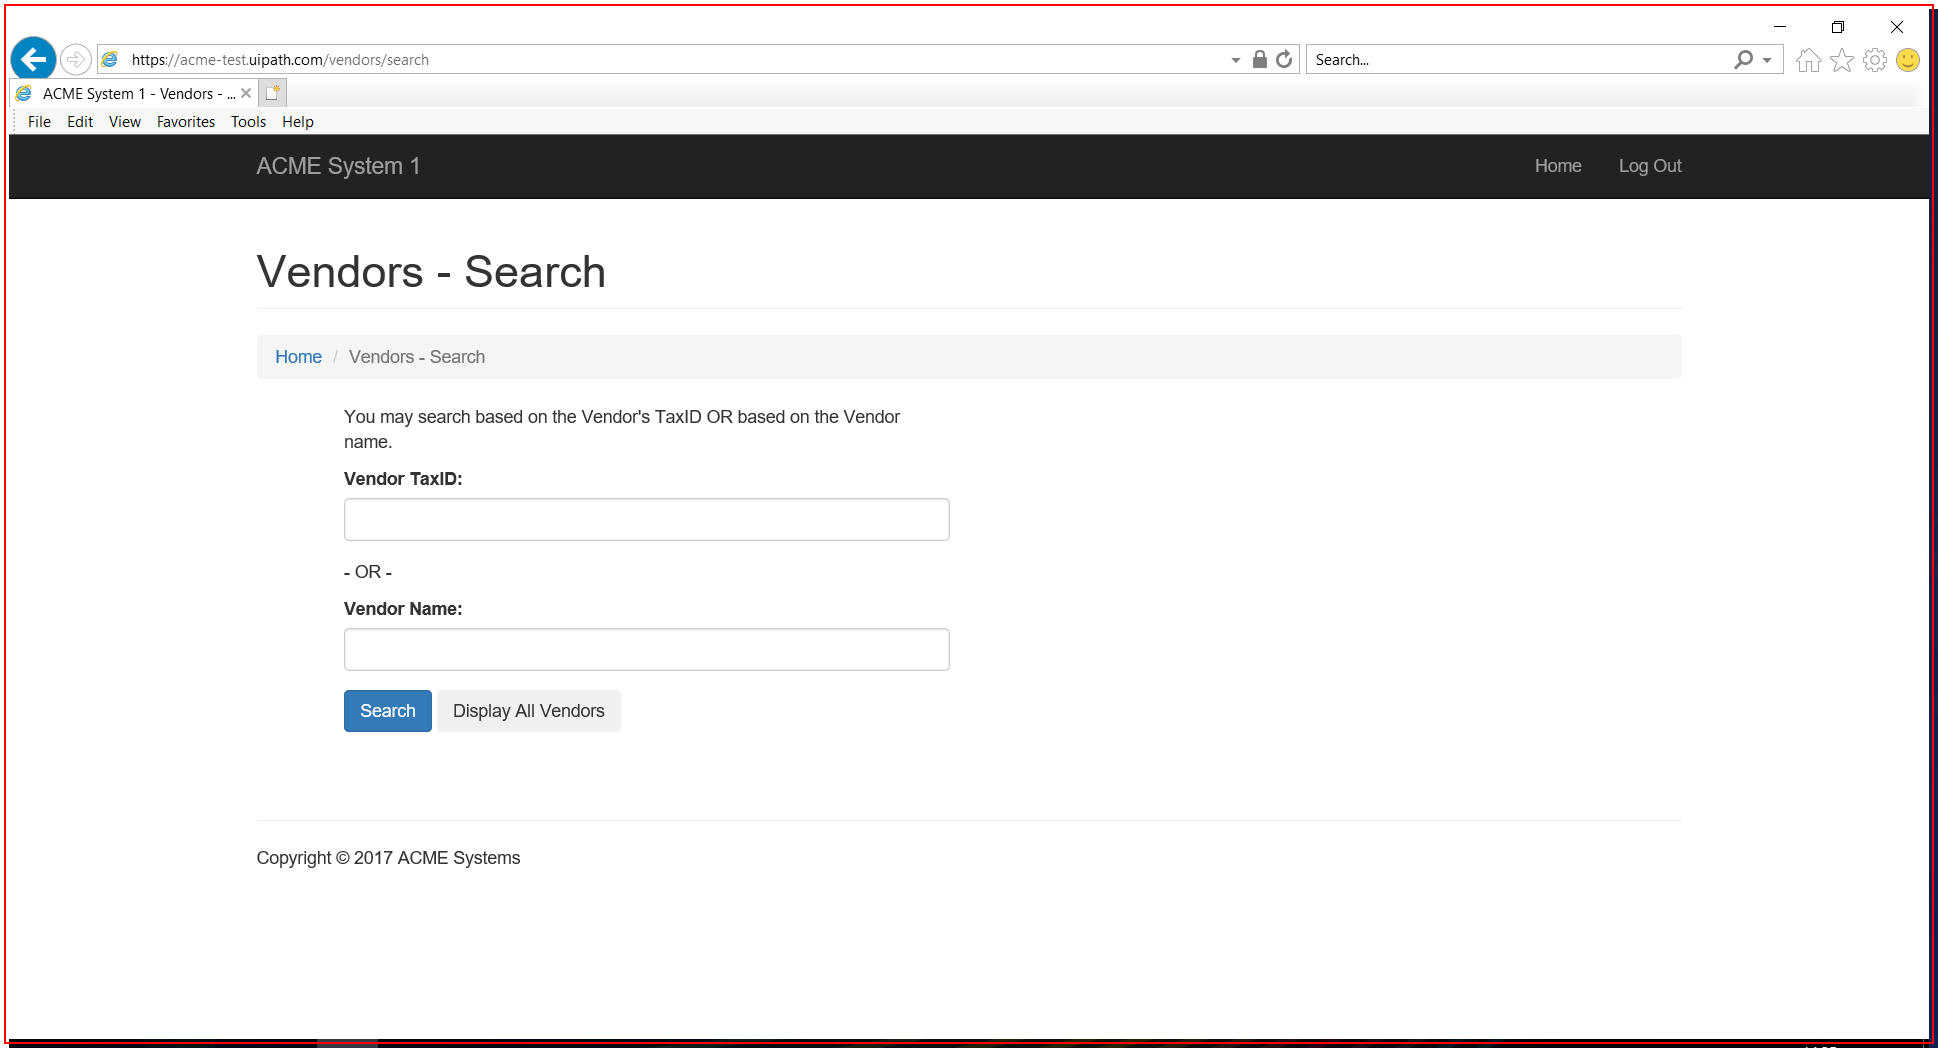 https://acme-test.uipath.com/vendors/search
Search...
ACME System 1 - Vendors - ...
File Edit View Favorites Tools Help
ACME System 1
Home Log Out
Vendors - Search
Home / Vendors - Search
You may search based on the Vendor's TaxID OR based on the Vendor
name.
Vendor TaxID:
- OR -
Vendor Name:
Search Display All Vendors
Copyright © 2017 ACME Systems